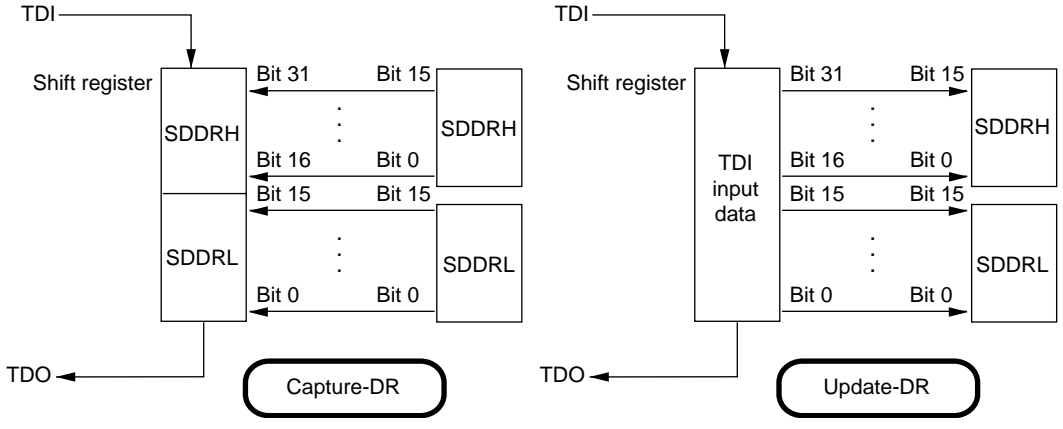 TDI
Shift register
Bit 31 Bit 15
SDDRH
SDDRH
Bit 16 Bit 0
Bit 15 Bit 15
SDDRL
SDDRL
Bit 0 Bit 0
TDO
Capture-DR
TDI
Shift register
Bit 31 Bit 15
SDDRH
TDI
input
data
Bit 16 Bit 0
Bit 15 Bit 15
SDDRL
Bit 0 Bit 0
TDO
Update-DR